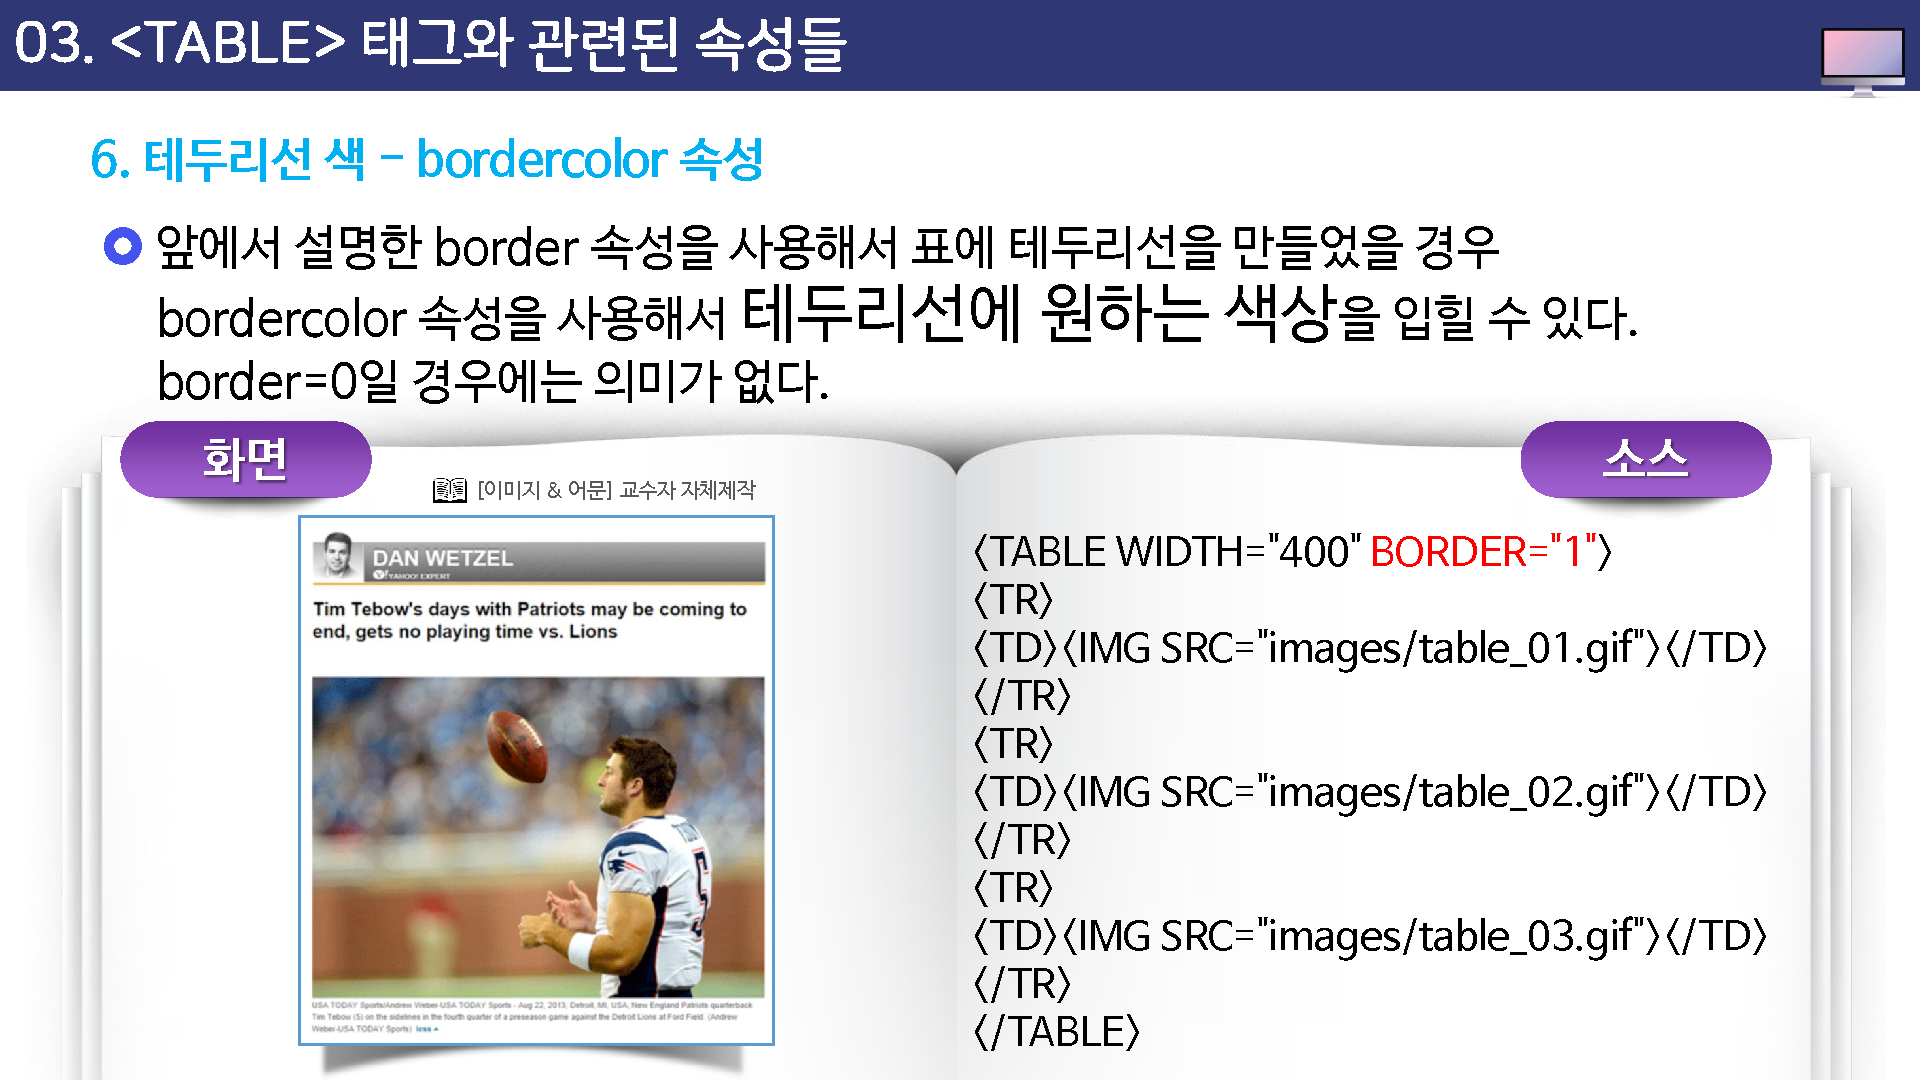 03. <TABLE> 태그와 관련된 속성들
6. 테두리선 색 - bordercolor 속성
앞에서 설명한 border 속성을 사용해서 표에 테두리선을 만들었을 경우
bordercolor 속성을 사용해서 테두리선에 원하는 색상을 입힐 수 있다.
border=0일 경우에는 의미가 없다.
화면
[이미지 & 어문] 교수자 자체제작
DAN WETZEL
Y! YAHOO! EXPERT
Tim Tebow's days with Patriots may be coming to
end, gets no playing time vs. Lions
USA TODAY Sports/Andrew Weber-USA TODAY Sports - Aug 22, 2013; Detroit, MI, USA; New England Patriots quarterback
Tim Tebow (5) on the sidelines in the fourth quarter of a preseason game against the Detroit Lions at Ford Field. (Andrew
Weber-USA TODAY Sports) less
소스
<TABLE WIDTH="400" BORDER="1">
<TR>
<TD><IMG SRC="images/table_01.gif"></TD>
</TR>
<TR>
<TD><IMG SRC="images/table_02.gif"></TD>
</TR>
<TR>
<TD><IMG SRC="images/table_03.gif"></TD>
</TR>
</TABLE>